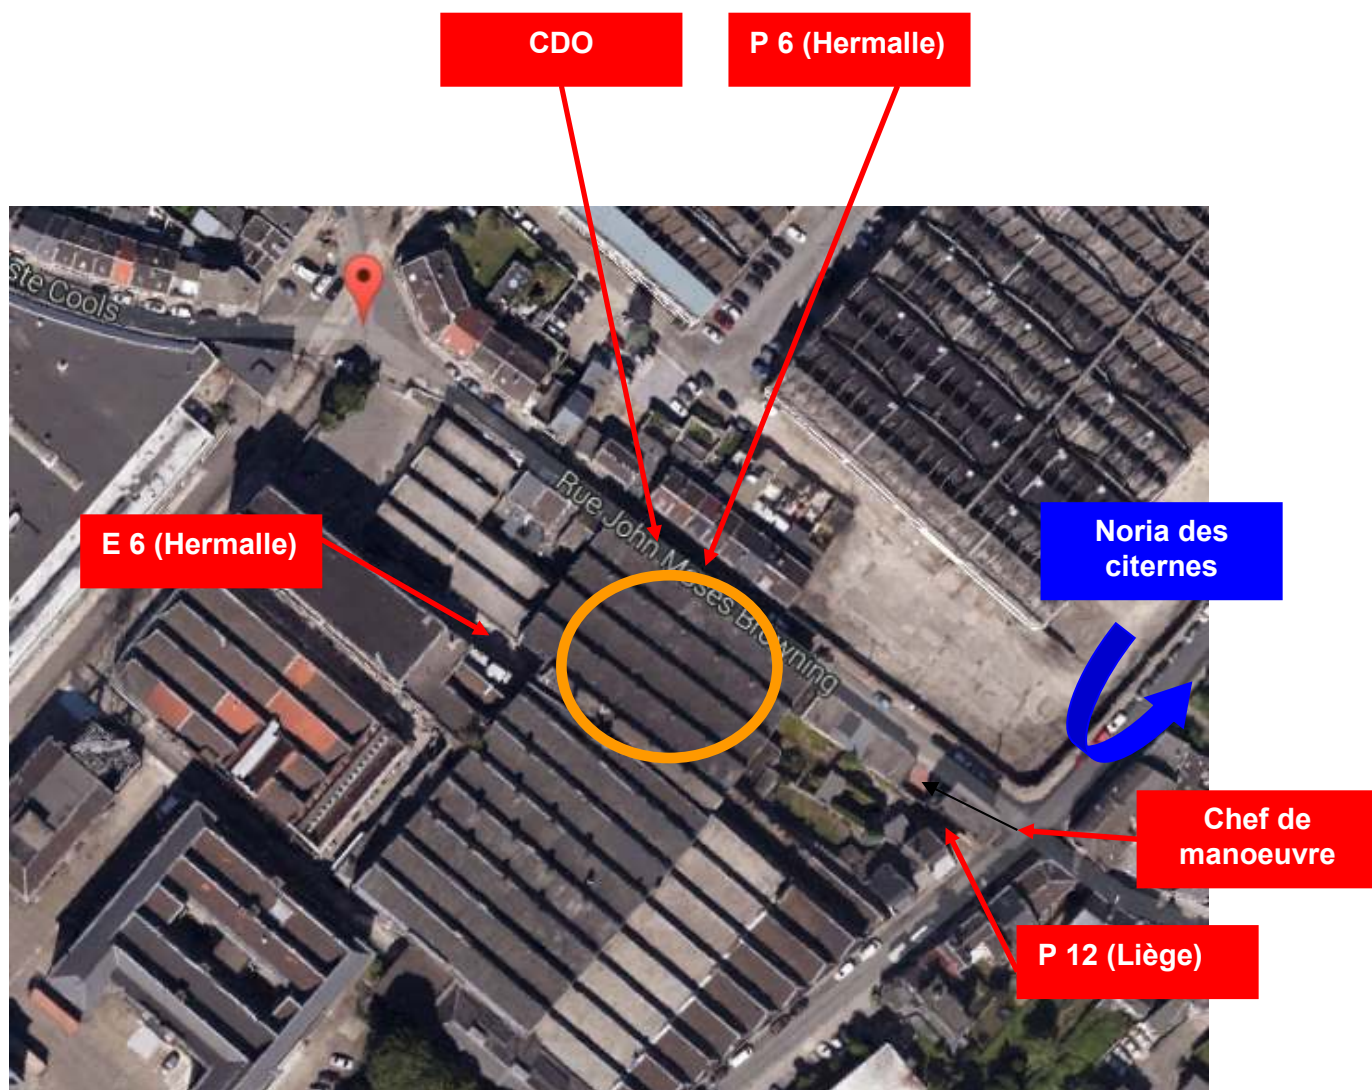 CDO
P 6 (Hermalle)
ste Cools
Rue John Moses Browning
E 6 (Hermalle)
Noria des
citernes
Chef de
manoeuvre
P 12 (Liège)